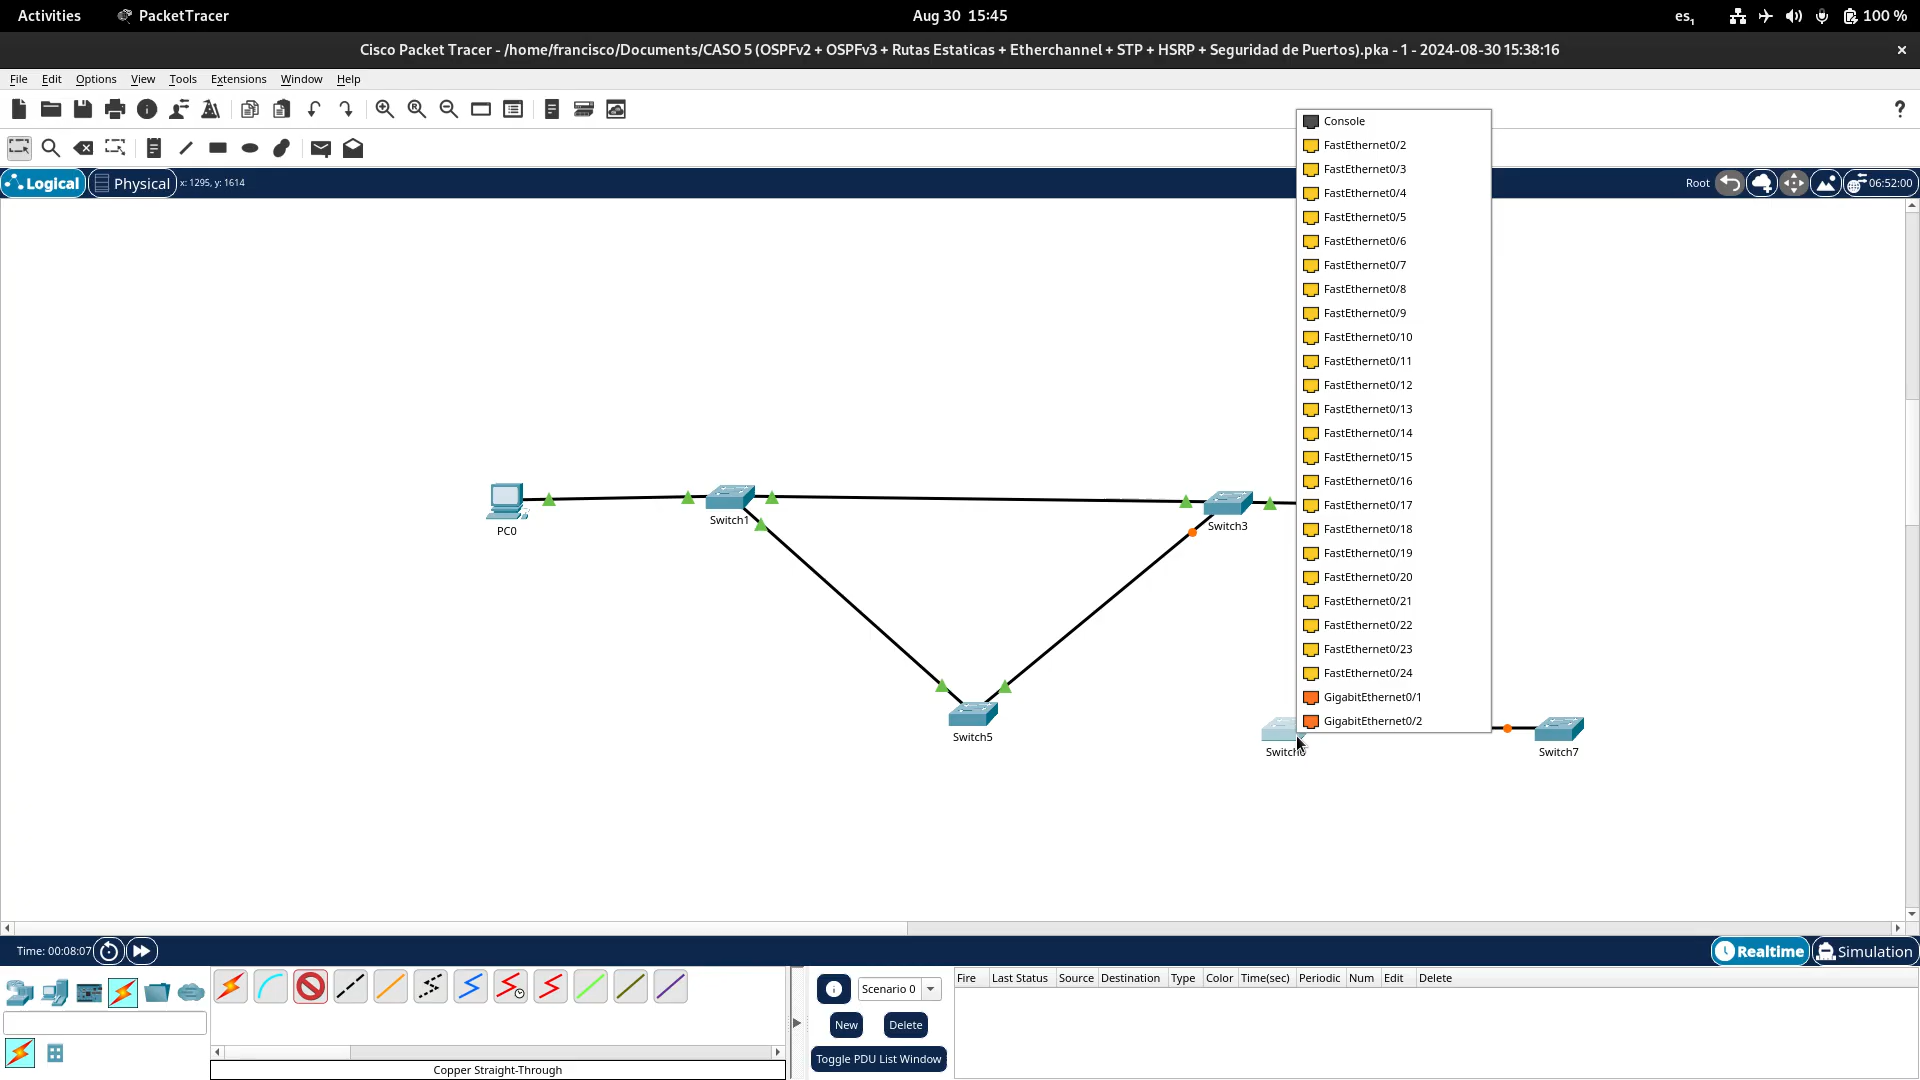 Activities PacketTracer Aug 30 15:45 es₁ 100 %
Cisco Packet Tracer - /home/francisco/Documents/CASO 5 (OSPFv2 + OSPFv3 + Rutas Estaticas + Etherchannel + STP + HSRP + Seguridad de Puertos).pka - 1 - 2024-08-30 15:38:16
File Edit Options View Tools Extensions Window Help
Logical Physical x: 1295, y: 1614 Root 06:52:00
Console
FastEthernet0/2
FastEthernet0/3
FastEthernet0/4
FastEthernet0/5
FastEthernet0/6
FastEthernet0/7
FastEthernet0/8
FastEthernet0/9
FastEthernet0/10
FastEthernet0/11
FastEthernet0/12
FastEthernet0/13
FastEthernet0/14
FastEthernet0/15
FastEthernet0/16
FastEthernet0/17
FastEthernet0/18
FastEthernet0/19
FastEthernet0/20
FastEthernet0/21
FastEthernet0/22
FastEthernet0/23
FastEthernet0/24
GigabitEthernet0/1
GigabitEthernet0/2
PC0
Switch1
Switch3
Switch5
Switch6
Switch7
Time: 00:08:07 Realtime Simulation
Copper Straight-Through
Scenario 0
New Delete
Toggle PDU List Window
Fire Last Status Source Destination Type Color Time(sec) Periodic Num Edit Delete